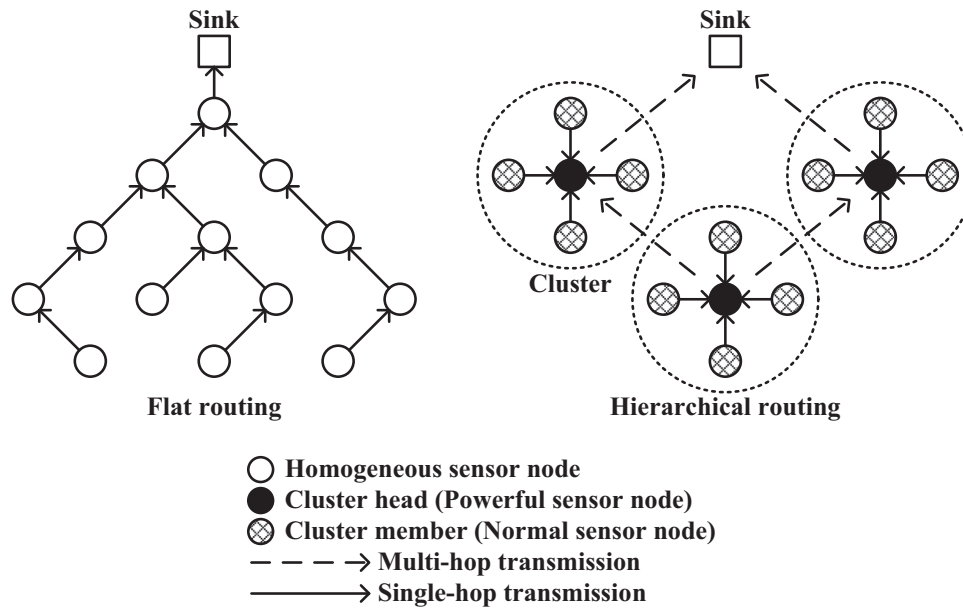 Sink
Sink
Cluster
Flat routing
Hierarchical routing
Homogeneous sensor node
Cluster head (Powerful sensor node)
Cluster member (Normal sensor node)
Multi-hop transmission
Single-hop transmission